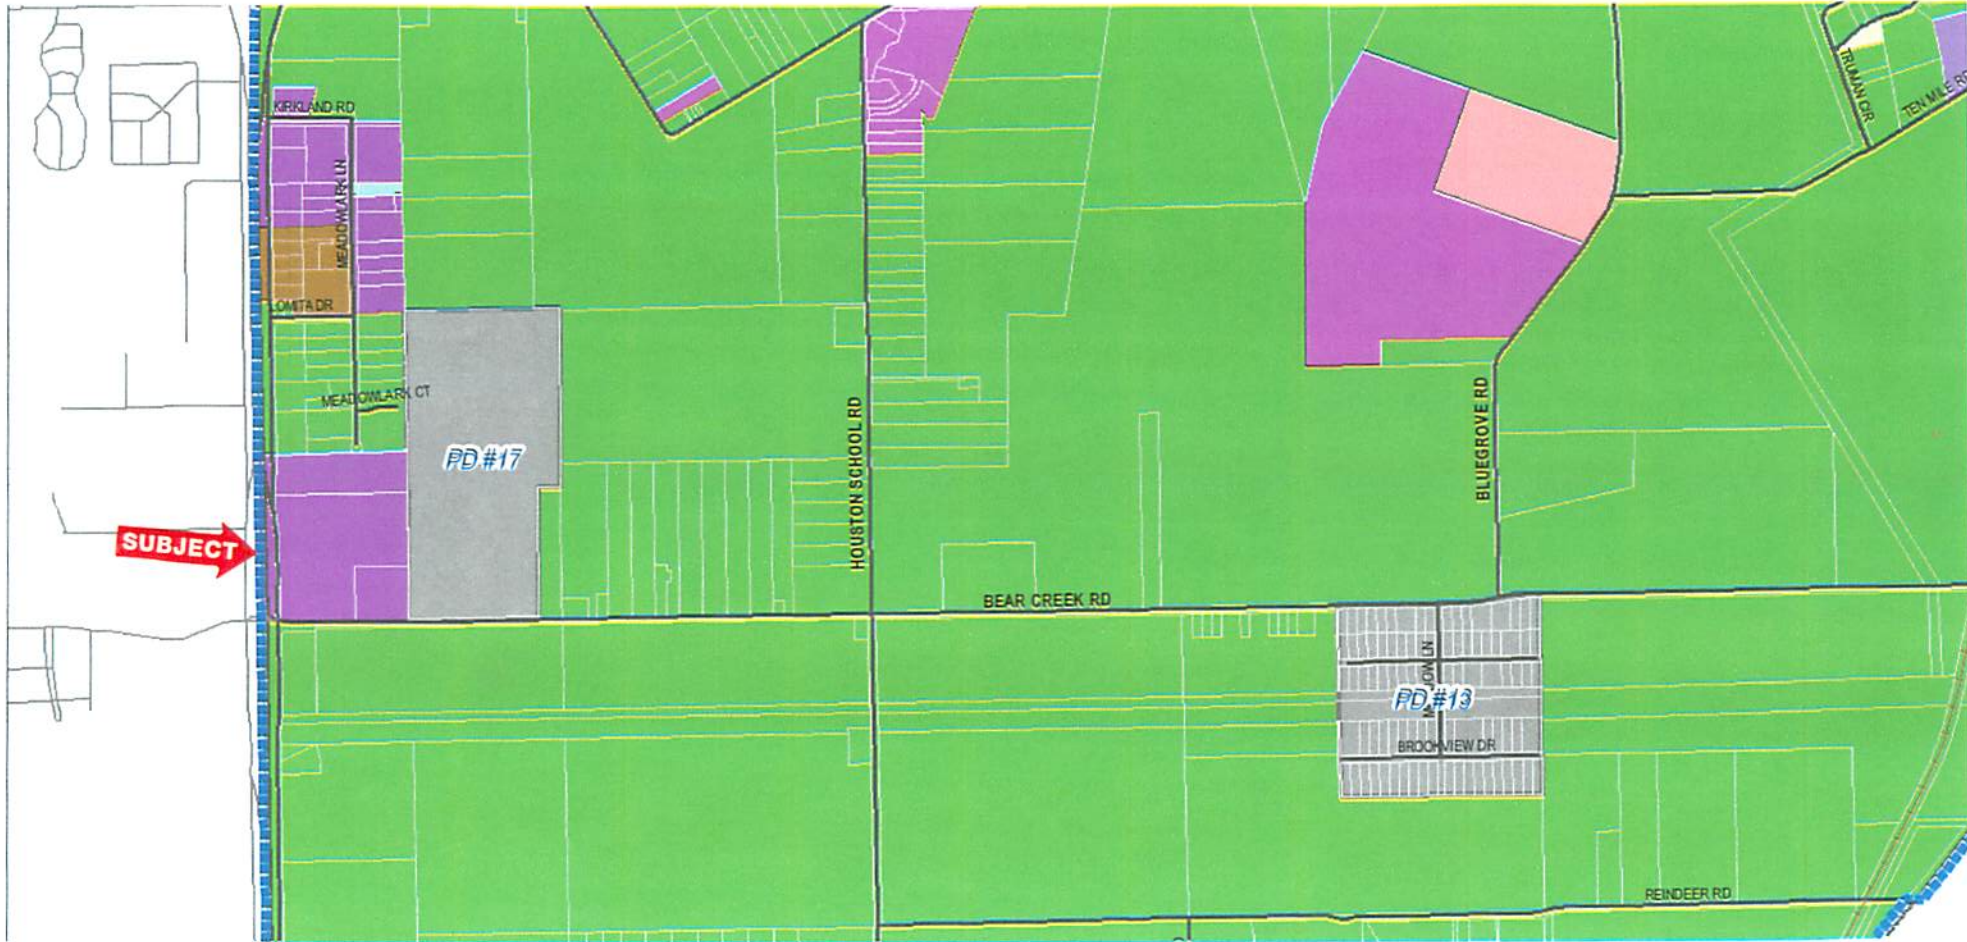 KIRKLAND RD
MEADOWLARK LN
TRUMAN CIR
TEN MILE RD
LOMITA DR
MEADOWLARK CT
PD #17
HOUSTON SCHOOL RD
BLUEGROVE RD
SUBJECT
BEAR CREEK RD
LN
PD #13
BROOKVIEW DR
REINDEER RD